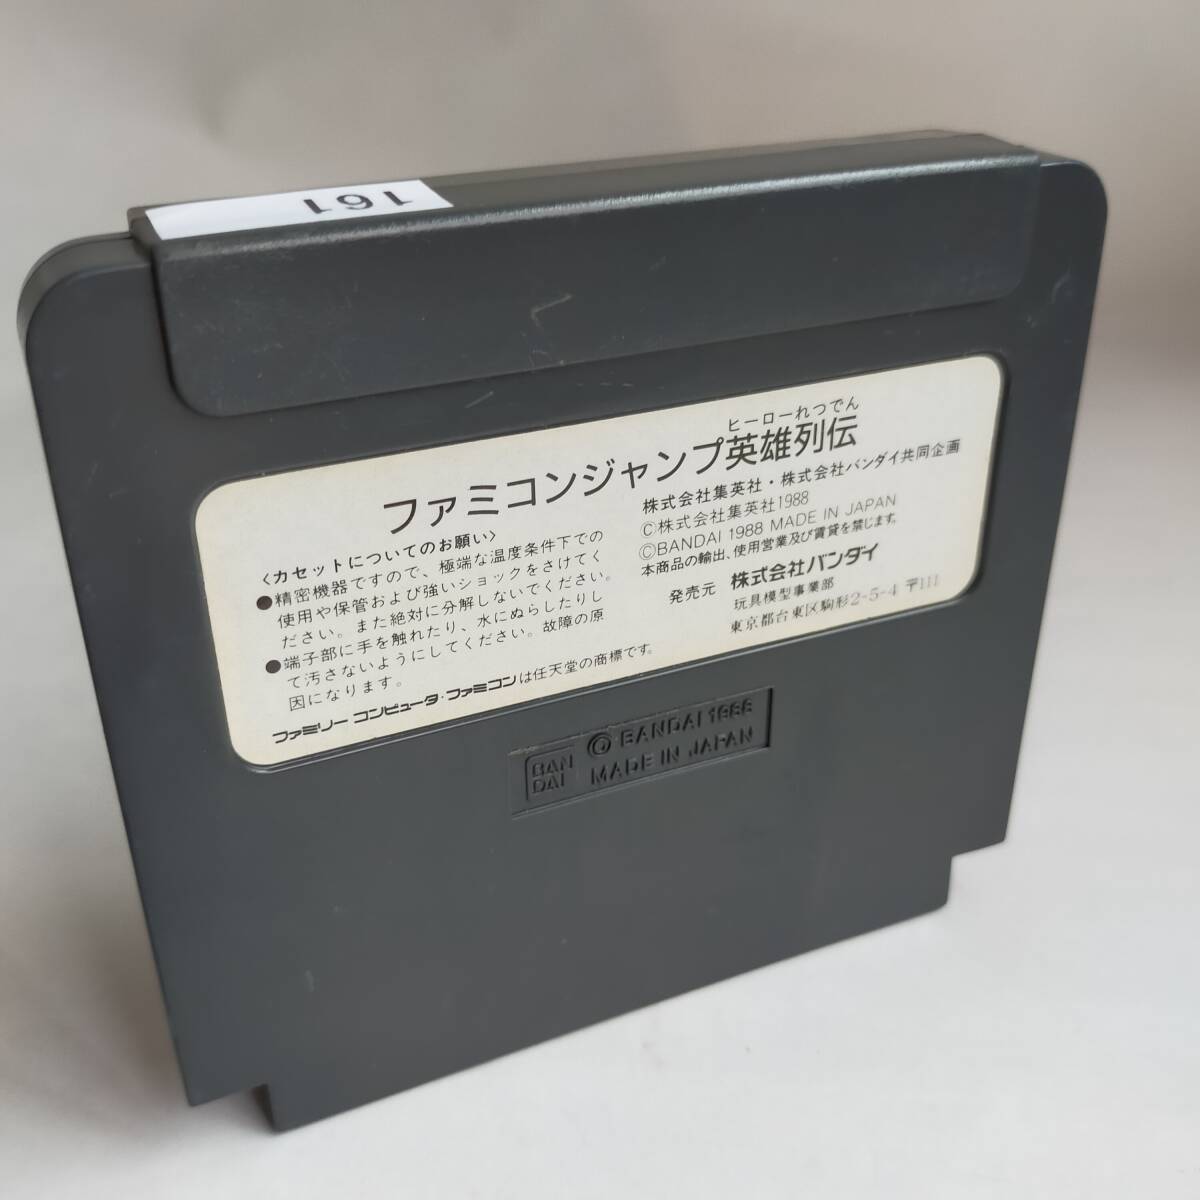 161
ヒーローれつでん
ファミコンジャンプ英雄列伝
〈カセットについてのお願い〉
●精密機器ですので、極端な温度条件下での
使用や保管および強いショックをさけてく
ださい。また絶対に分解しないでください。
●端子部に手を触れたり、水にぬらしたりし
て汚さないようにしてください。故障の原
因になります。
ファミリーコンピュータ・ファミコンは任天堂の商標です。
株式会社集英社・株式会社バンダイ共同企画
©株式会社集英社1988
©BANDAI 1988 MADE IN JAPAN
本商品の輸出、使用営業及び賃貸を禁じます。
発売元 株式会社バンダイ
玩具模型事業部
東京都台東区駒形2-5-4 〒111
BAN
DAI
© BANDAI 1988
MADE IN JAPAN